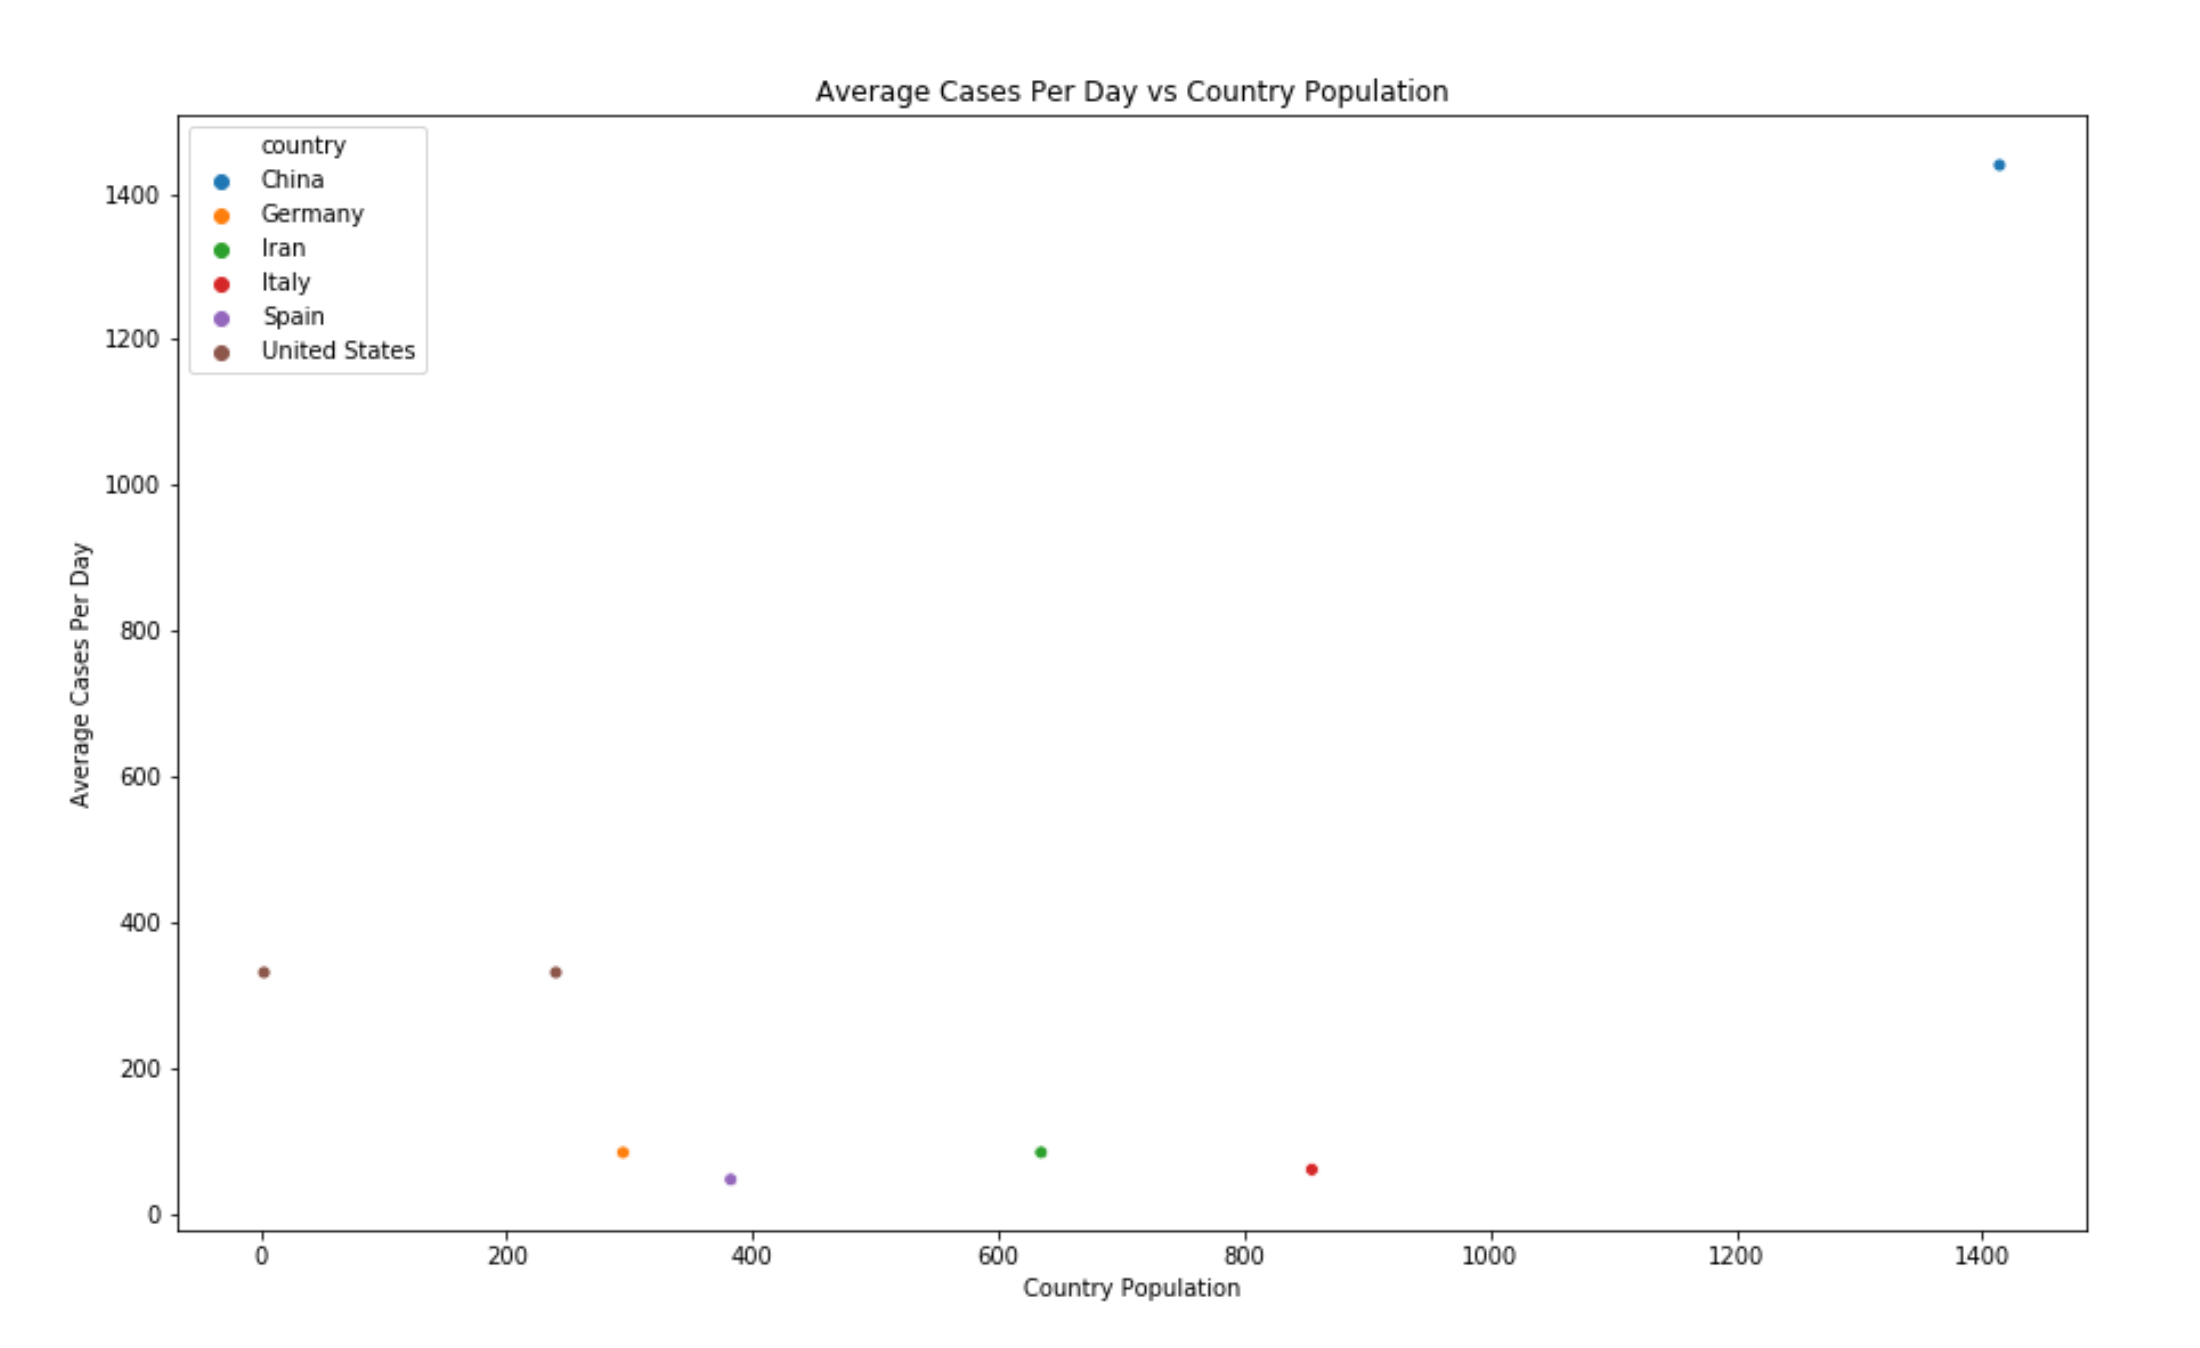 Average Cases Per Day vs Country Population
country
China
Germany
Iran
Italy
Spain
United States
1400
1200
1000
800
600
400
200
0
Average Cases Per Day
0 200 400 600 800 1000 1200 1400
Country Population